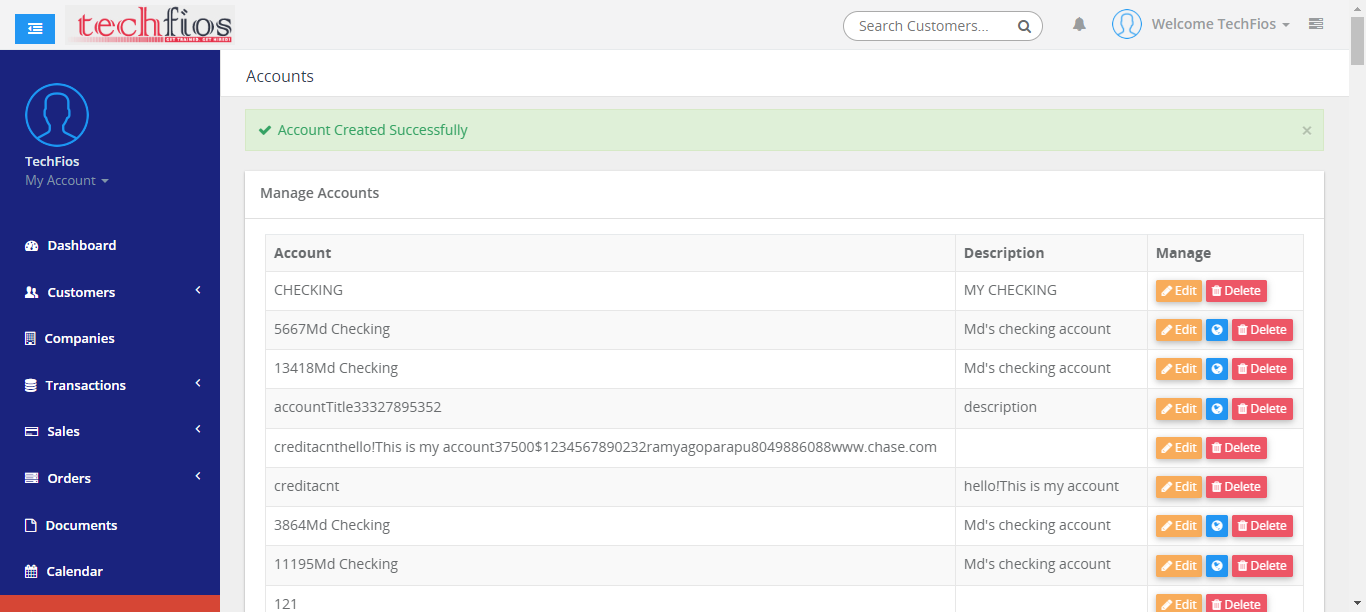 techfios
GET TRAINED. GET HIRED!
Search Customers...
Welcome TechFios
TechFios
My Account
Dashboard
Customers
Companies
Transactions
Sales
Orders
Documents
Calendar
Accounts
Account Created Successfully ×
Manage Accounts
Account Description Manage
CHECKING MY CHECKING Edit Delete
5667Md Checking Md's checking account Edit Delete
13418Md Checking Md's checking account Edit Delete
accountTitle33327895352 description Edit Delete
creditacnthello!This is my account37500$1234567890232ramyagoparapu8049886088www.chase.com Edit Delete
creditacnt hello!This is my account Edit Delete
3864Md Checking Md's checking account Edit Delete
11195Md Checking Md's checking account Edit Delete
121 Edit Delete